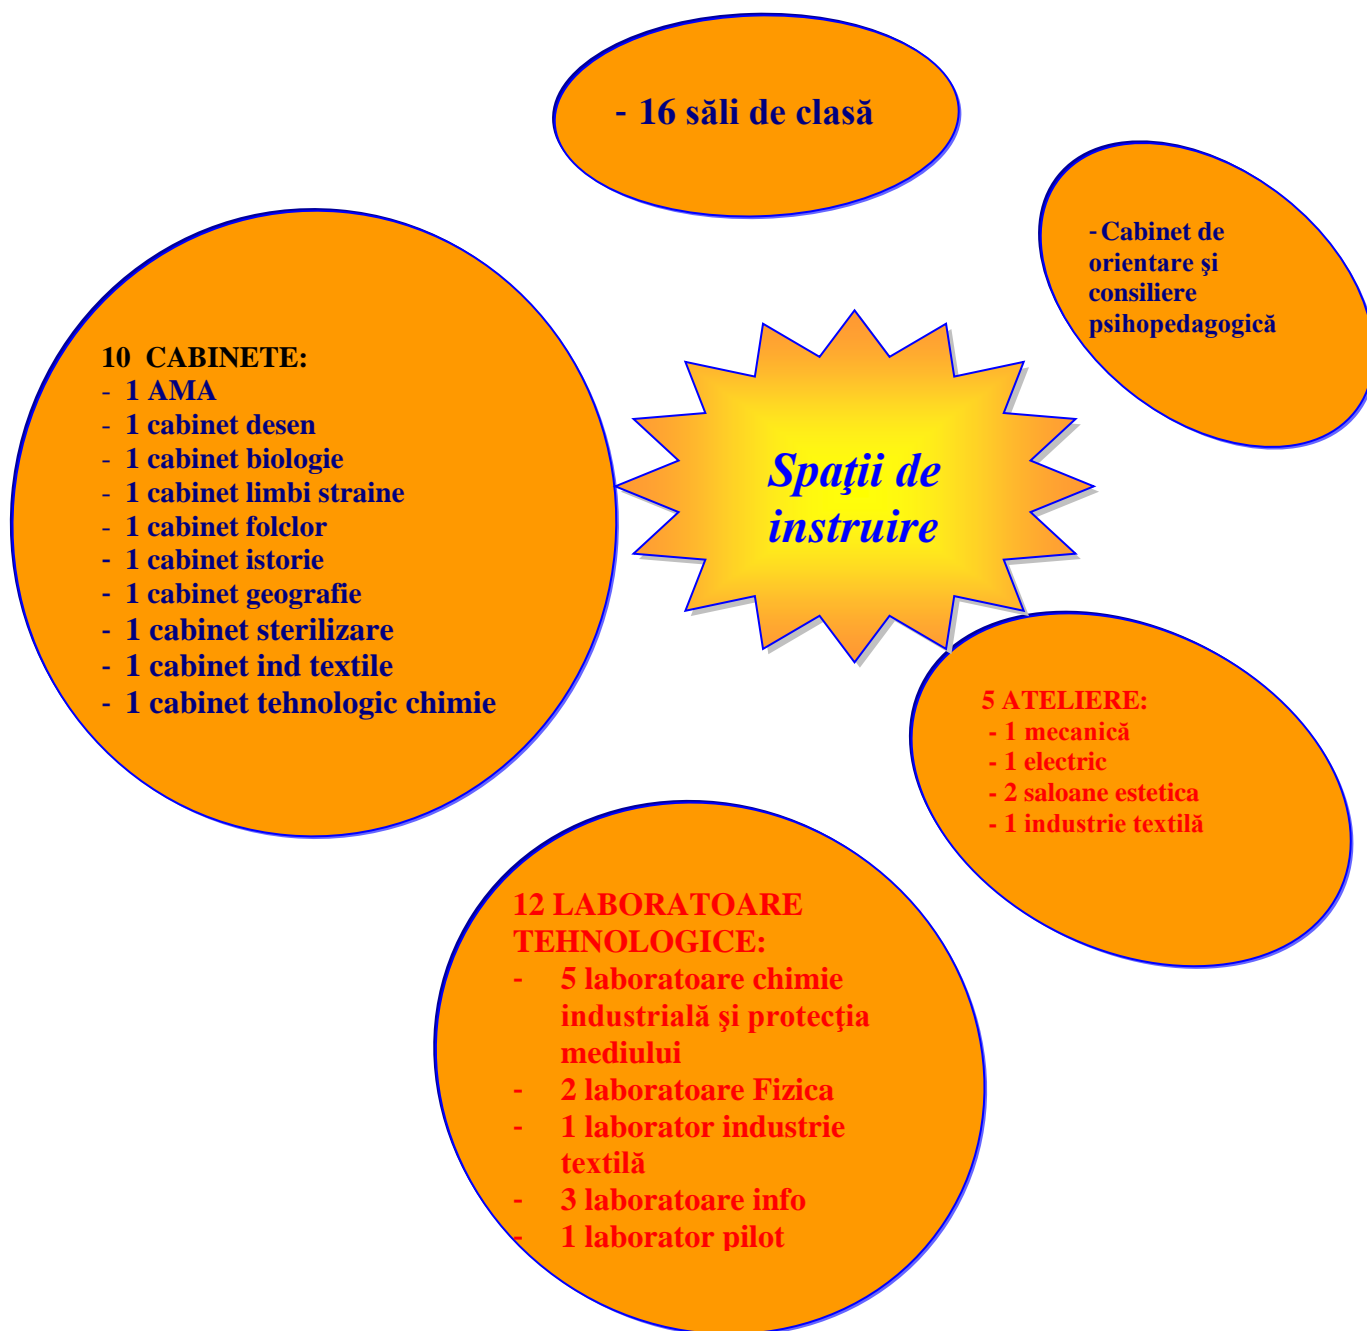 - 16 săli de clasă
- Cabinet de
orientare şi
consiliere
psihopedagogică
10 CABINETE:
- 1 AMA
- 1 cabinet desen
- 1 cabinet biologie
- 1 cabinet limbi straine
- 1 cabinet folclor
- 1 cabinet istorie
- 1 cabinet geografie
- 1 cabinet sterilizare
- 1 cabinet ind textile
- 1 cabinet tehnologic chimie
Spaţii de
instruire
5 ATELIERE:
- 1 mecanică
- 1 electric
- 2 saloane estetica
- 1 industrie textilă
12 LABORATOARE
TEHNOLOGICE:
- 5 laboratoare chimie
industrială şi protecţia
mediului
- 2 laboratoare Fizica
- 1 laborator industrie
textilă
- 3 laboratoare info
- 1 laborator pilot